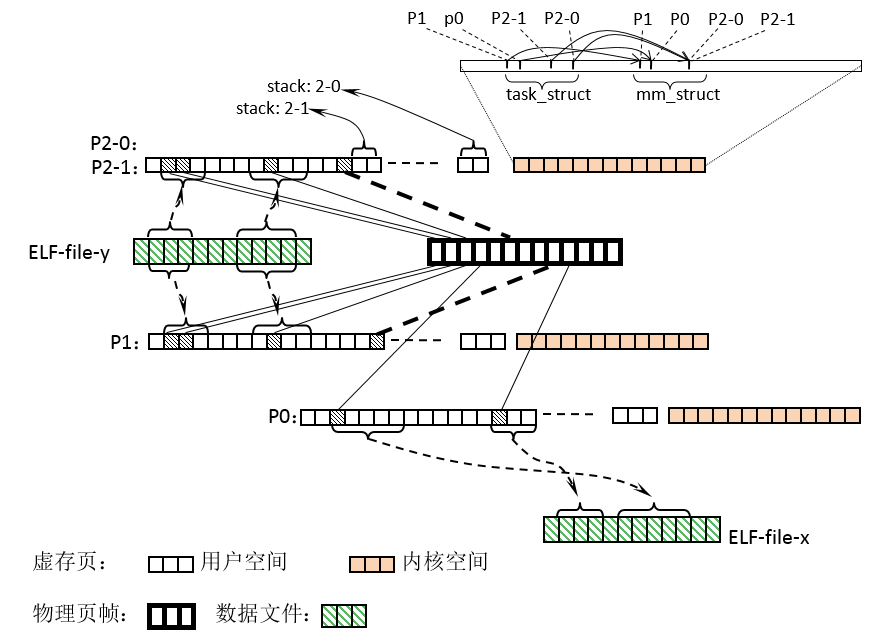 P1 p0 P2-1 P2-0 P1 P0 P2-0 P2-1
task_struct mm_struct
stack: 2-0
stack: 2-1
P2-0:
P2-1:
ELF-file-y
P1:
P0:
ELF-file-x
虚存页： 用户空间 内核空间
物理页帧： 数据文件：